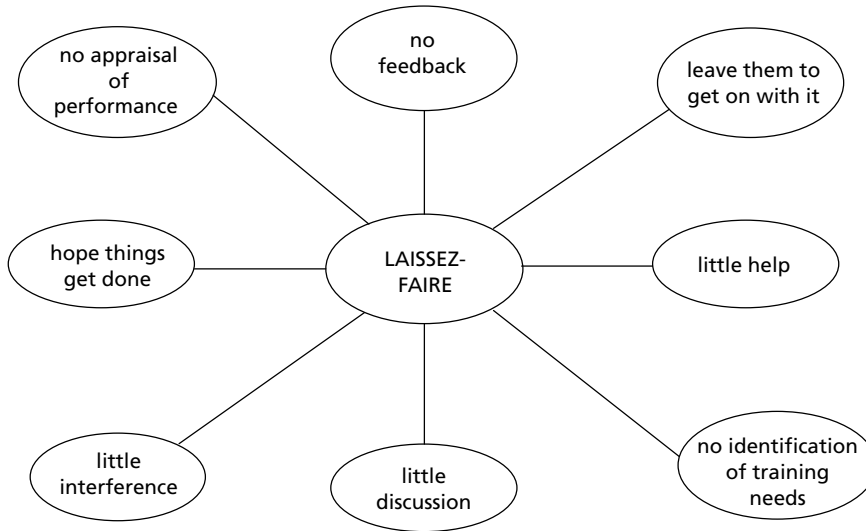 no appraisal
of
performance
no
feedback
leave them to
get on with it
hope things
get done
LAISSEZ-
FAIRE
little help
little
interference
little
discussion
no identification
of training
needs